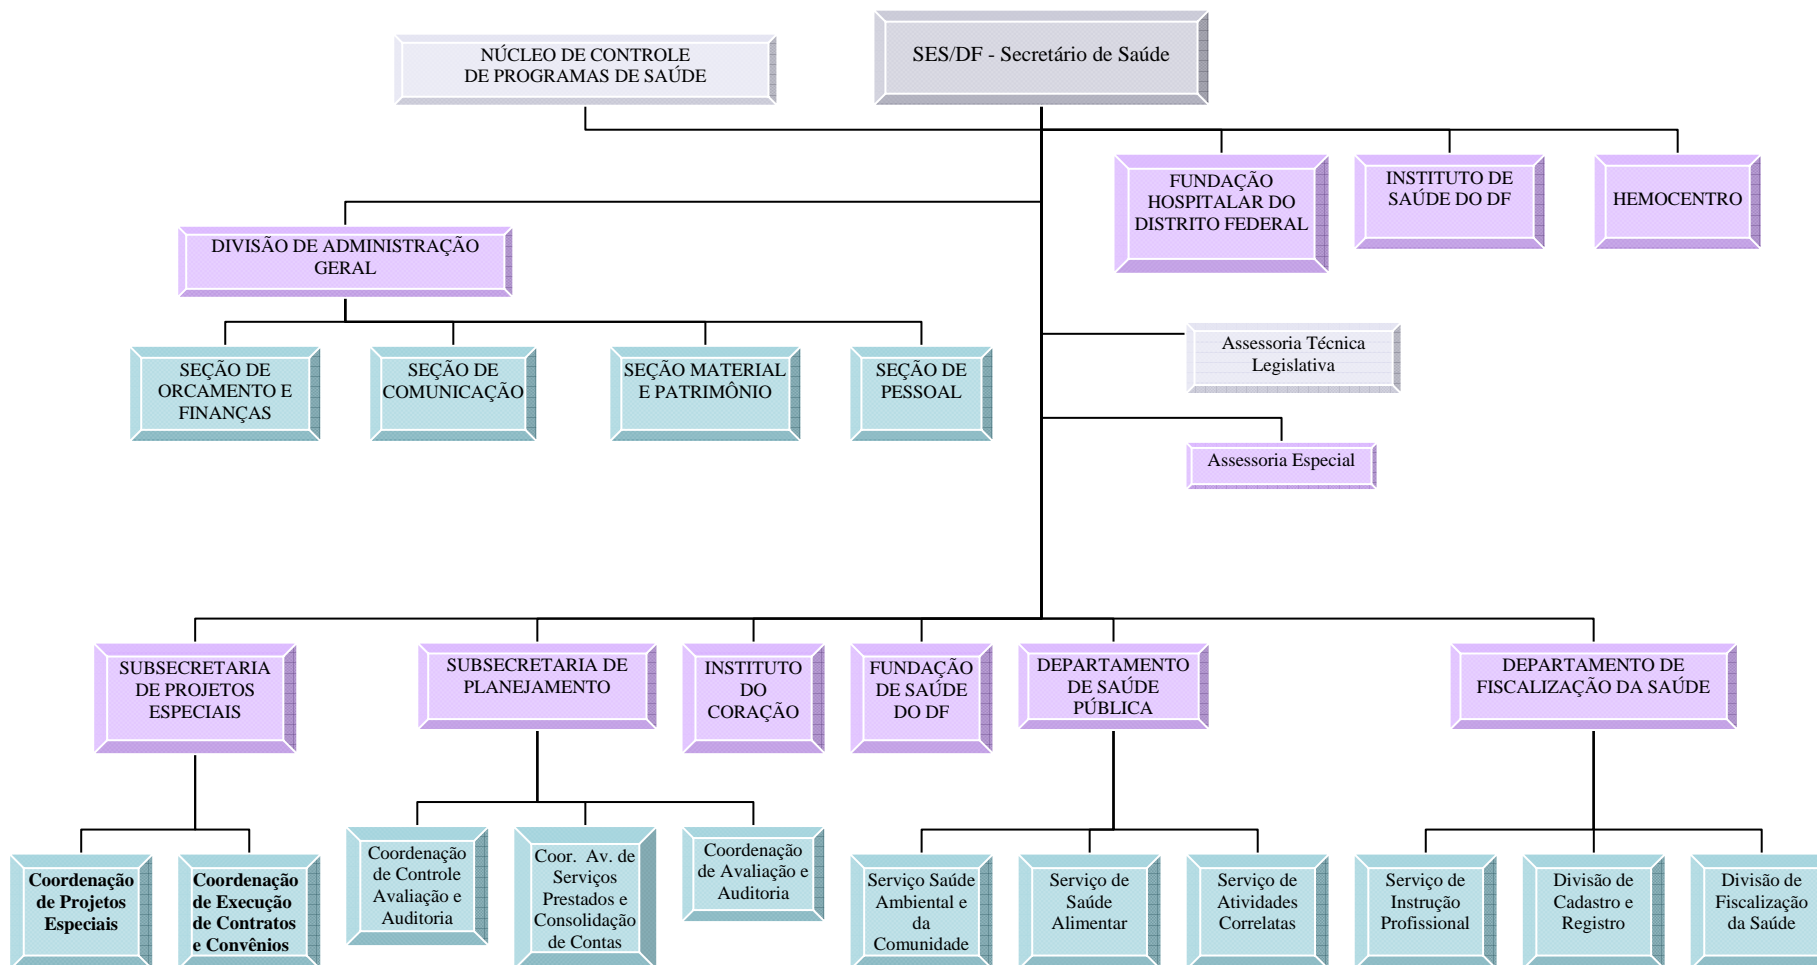 NÚCLEO DE CONTROLE
DE PROGRAMAS DE SAÚDE
SES/DF - Secretário de Saúde
FUNDAÇÃO
HOSPITALAR DO
DISTRITO FEDERAL
INSTITUTO DE
SAÚDE DO DF
HEMOCENTRO
DIVISÃO DE ADMINISTRAÇÃO
GERAL
SEÇÃO DE
ORCAMENTO E
FINANÇAS
SEÇÃO DE
COMUNICAÇÃO
SEÇÃO MATERIAL
E PATRIMÔNIO
SEÇÃO DE
PESSOAL
Assessoria Técnica
Legislativa
Assessoria Especial
SUBSECRETARIA
DE PROJETOS
ESPECIAIS
SUBSECRETARIA DE
PLANEJAMENTO
INSTITUTO
DO
CORAÇÃO
FUNDAÇÃO
DE SAÚDE
DO DF
DEPARTAMENTO
DE SAÚDE
PÚBLICA
DEPARTAMENTO DE
FISCALIZAÇÃO DA SAÚDE
Coordenação
de Projetos
Especiais
Coordenação
de Execução
de Contratos
e Convênios
Coordenação
de Controle
Avaliação e
Auditoria
Coor. Av. de
Serviços
Prestados e
Consolidação
de Contas
Coordenação
de Avaliação e
Auditoria
Serviço Saúde
Ambiental e
da
Comunidade
Serviço de
Saúde
Alimentar
Serviço de
Atividades
Correlatas
Serviço de
Instrução
Profissional
Divisão de
Cadastro e
Registro
Divisão de
Fiscalização
da Saúde